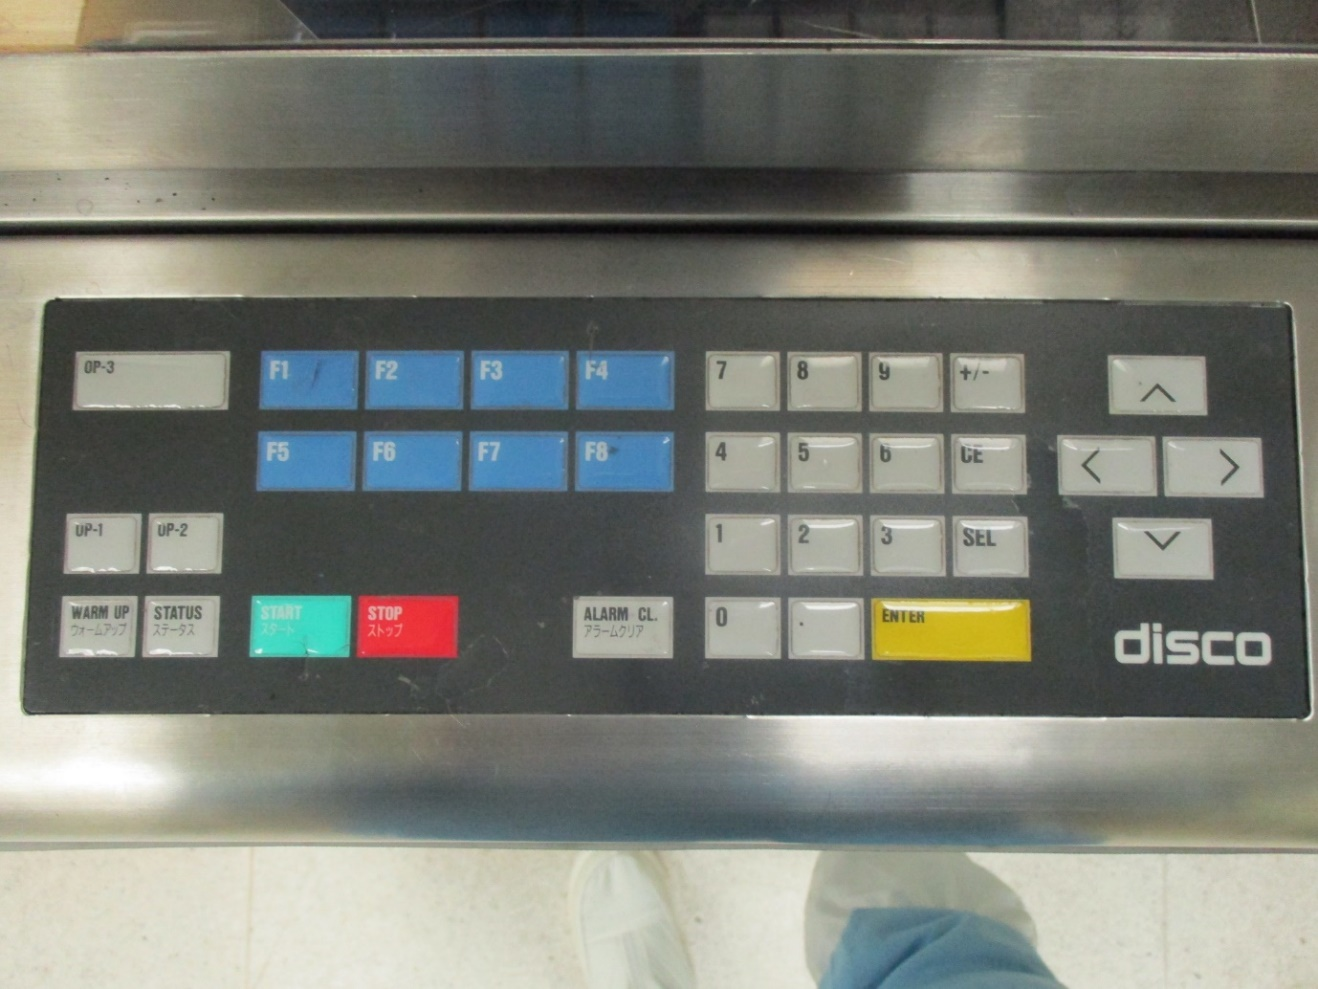 OP-3 F1 F2 F3 F4 7 8 9 +/-
F5 F6 F7 F8 4 5 6 CE
OP-1 OP-2 1 2 3 SEL
WARM UP STATUS START STOP ALARM CL. 0 . ENTER
ウォームアップ ステータス スタート ストップ アラームクリア
disco